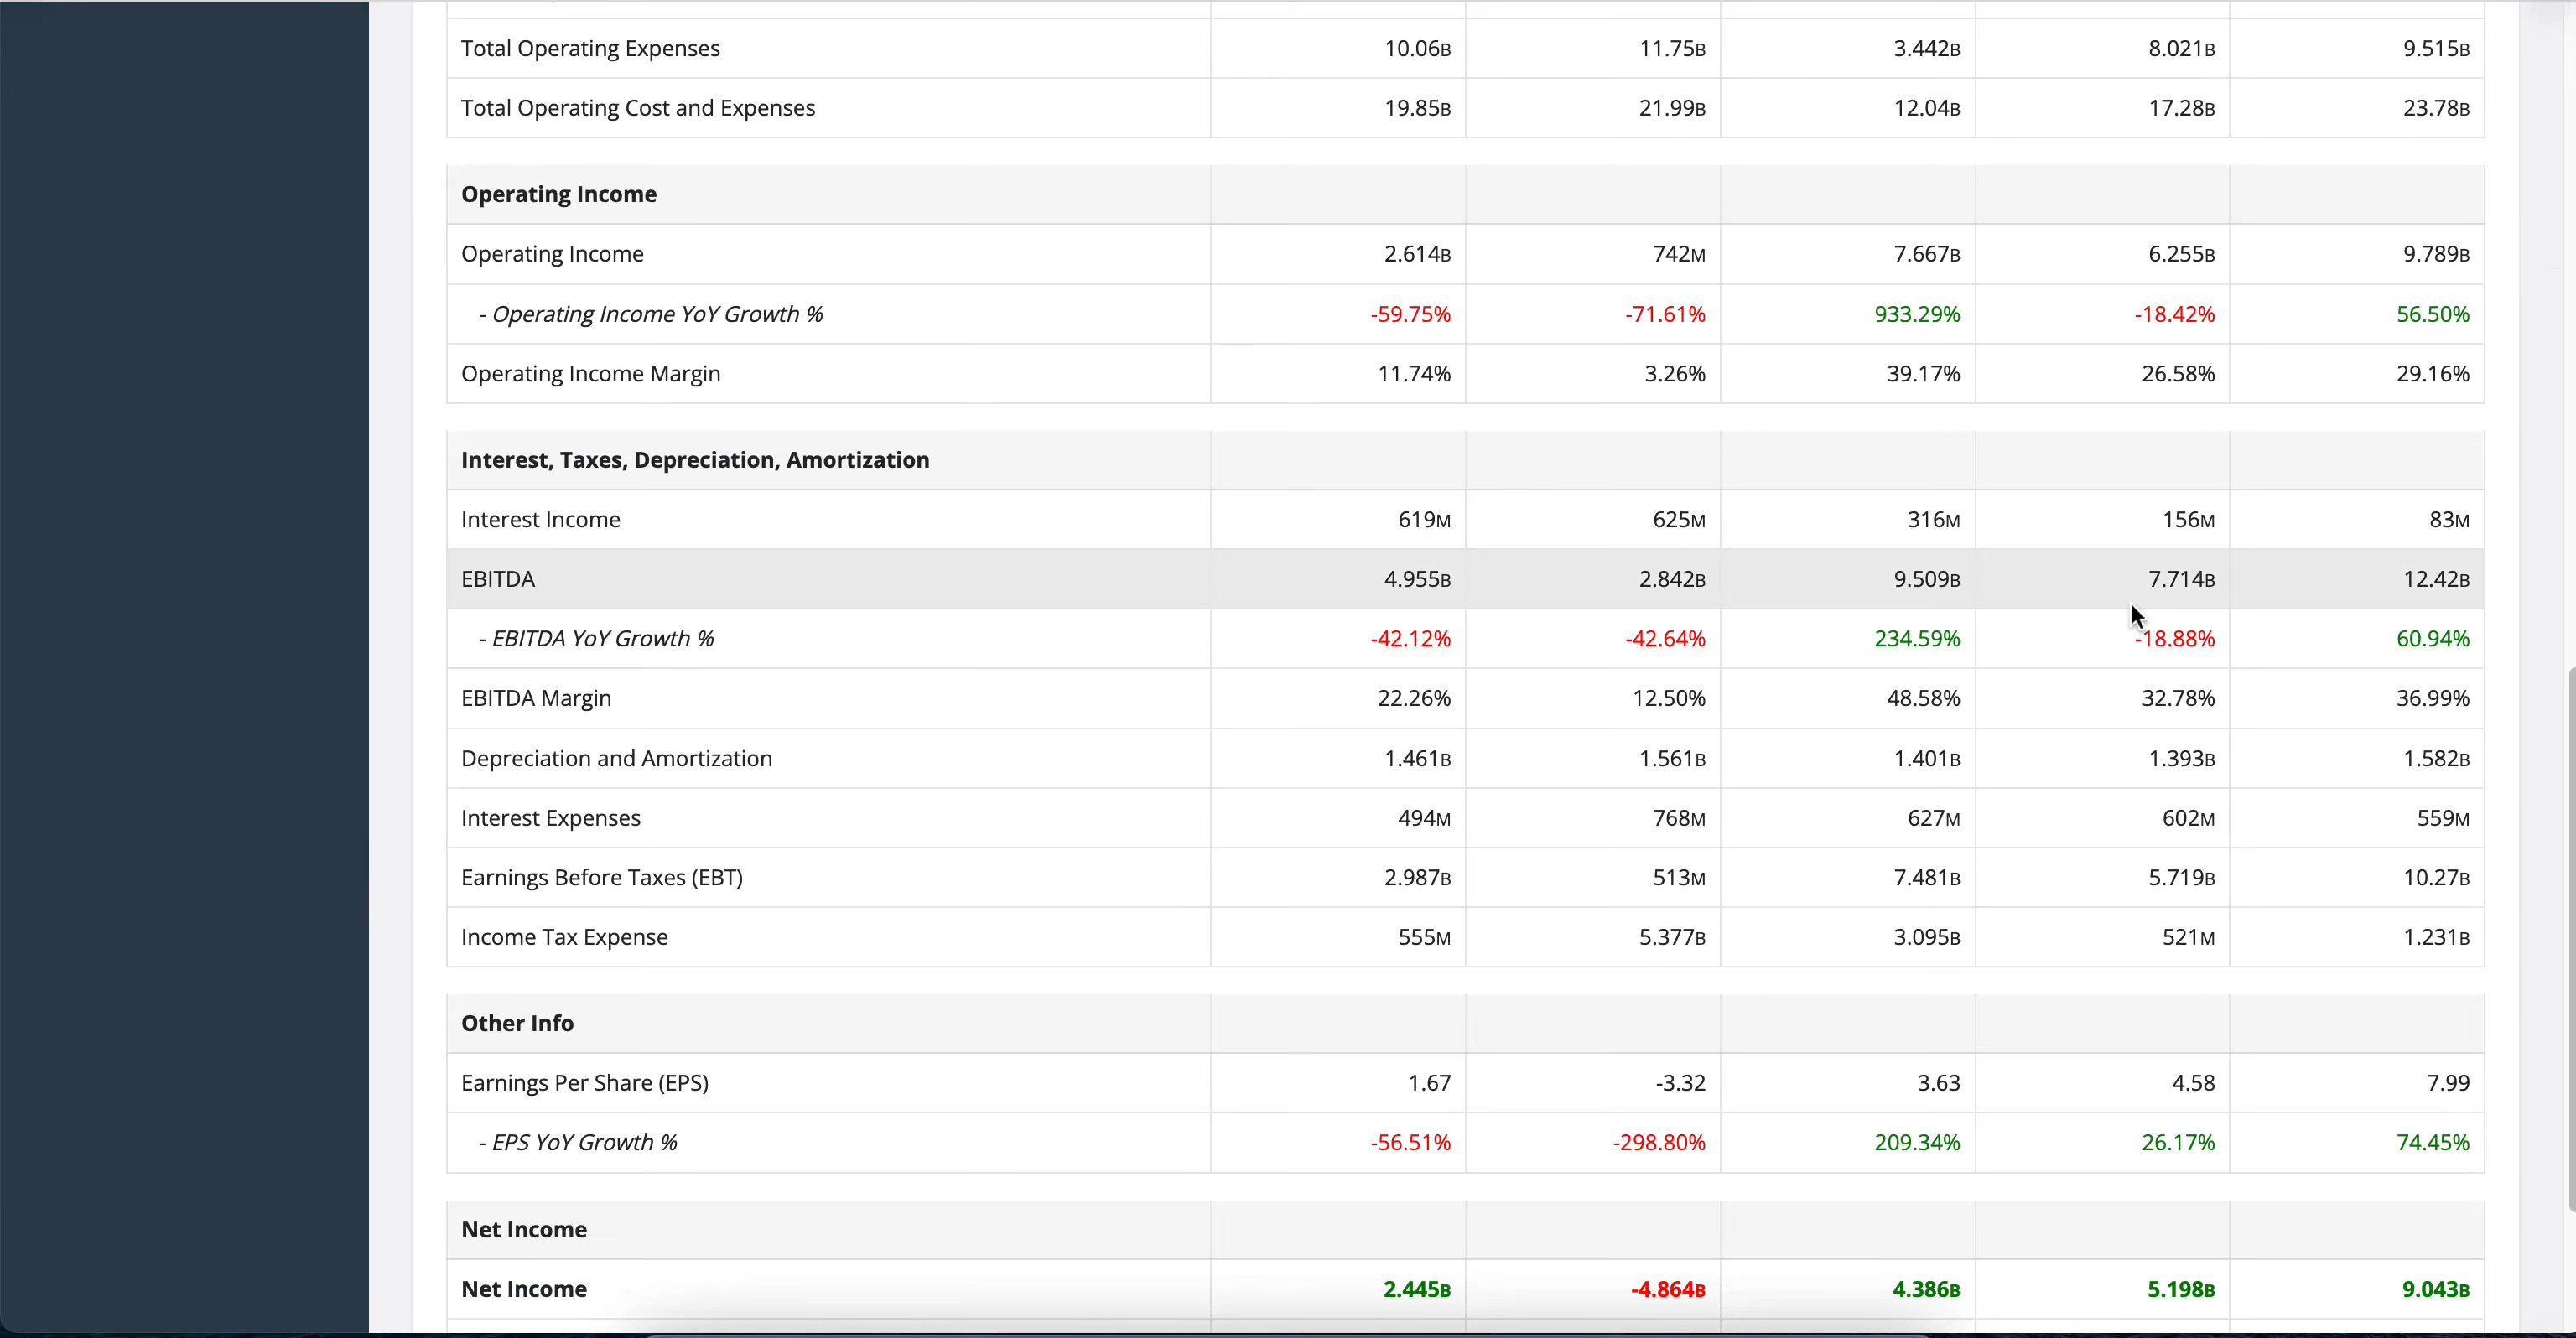 Total Operating Expenses 10.06B 11.75B 3.442B 8.021B 9.515B
Total Operating Cost and Expenses 19.85B 21.99B 12.04B 17.28B 23.78B
Operating Income
Operating Income 2.614B 742M 7.667B 6.255B 9.789B
- Operating Income YoY Growth % -59.75% -71.61% 933.29% -18.42% 56.50%
Operating Income Margin 11.74% 3.26% 39.17% 26.58% 29.16%
Interest, Taxes, Depreciation, Amortization
Interest Income 619M 625M 316M 156M 83M
EBITDA 4.955B 2.842B 9.509B 7.714B 12.42B
- EBITDA YoY Growth % -42.12% -42.64% 234.59% -18.88% 60.94%
EBITDA Margin 22.26% 12.50% 48.58% 32.78% 36.99%
Depreciation and Amortization 1.461B 1.561B 1.401B 1.393B 1.582B
Interest Expenses 494M 768M 627M 602M 559M
Earnings Before Taxes (EBT) 2.987B 513M 7.481B 5.719B 10.27B
Income Tax Expense 555M 5.377B 3.095B 521M 1.231B
Other Info
Earnings Per Share (EPS) 1.67 -3.32 3.63 4.58 7.99
- EPS YoY Growth % -56.51% -298.80% 209.34% 26.17% 74.45%
Net Income
Net Income 2.445B -4.864B 4.386B 5.198B 9.043B